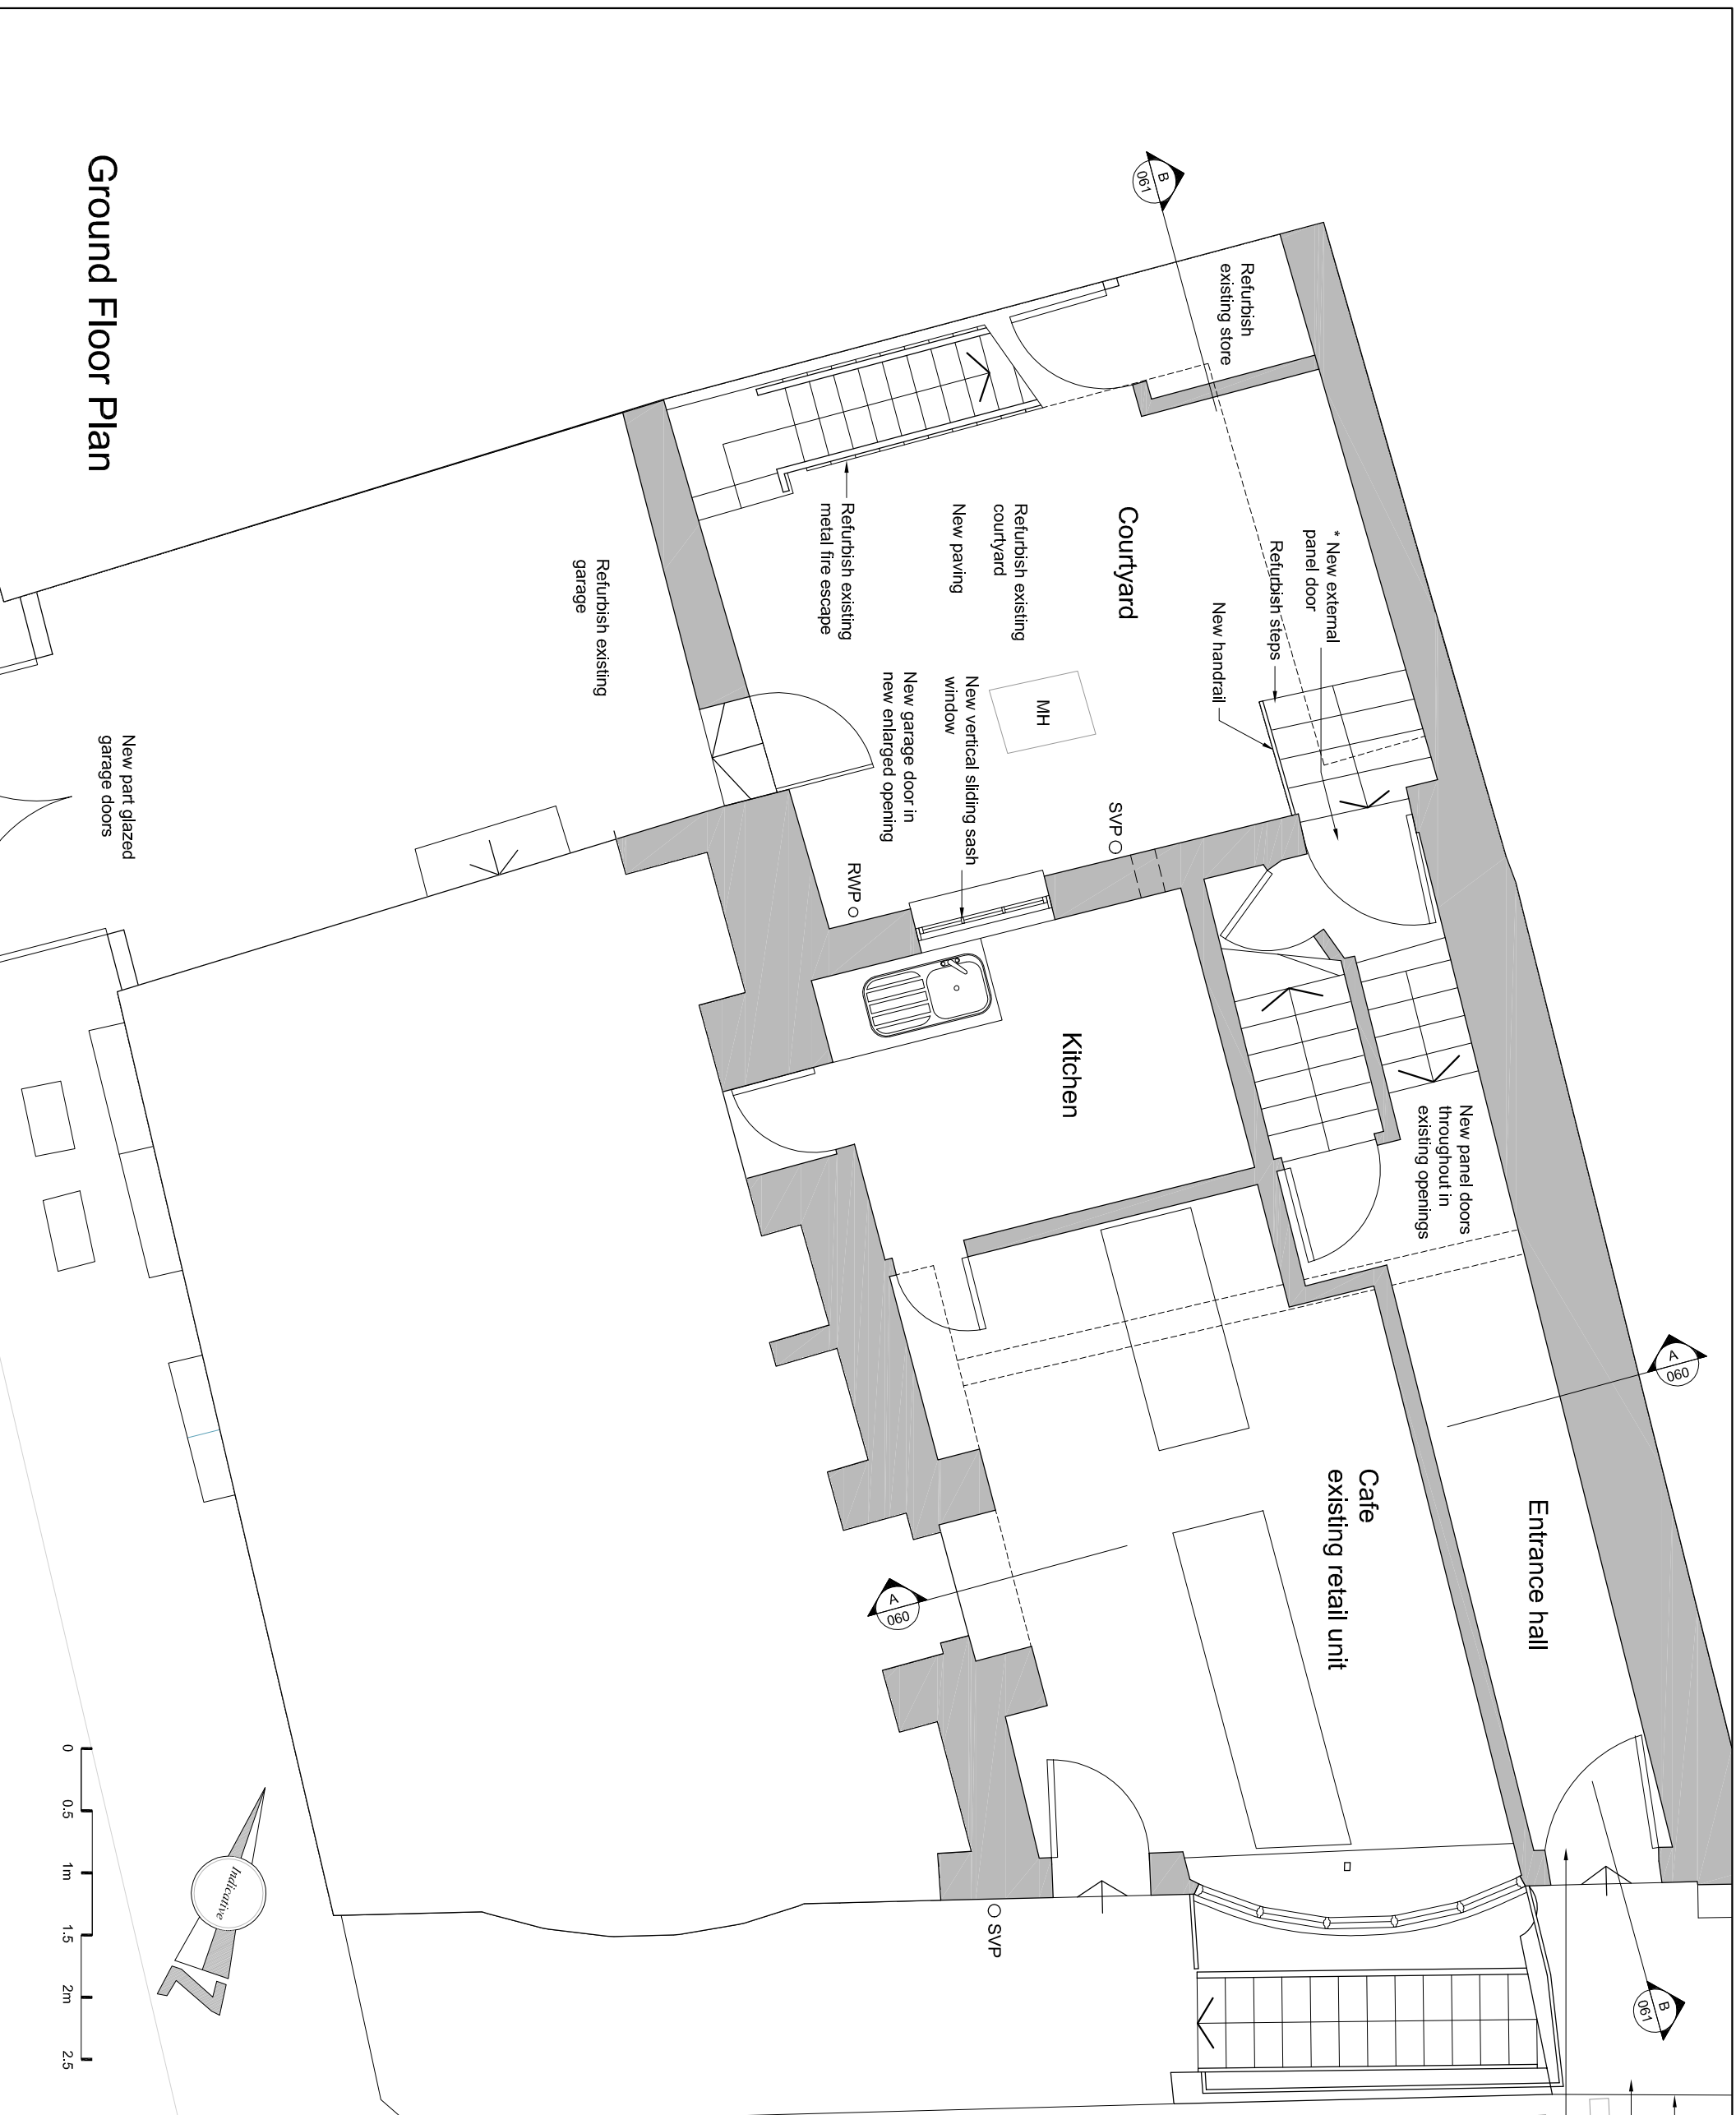 Refurbish
existing store
* New external
panel door
Refurbish steps
New handrail
Courtyard
Refurbish existing
courtyard
New paving
MH
Refurbish existing
metal fire escape
New vertical sliding sash
window
New garage door in
new enlarged opening
SVP
RWP
Refurbish existing
garage
New part glazed
garage doors
Kitchen
New panel doors
throughout in
existing openings
Cafe
existing retail unit
Entrance hall
SVP
B
061
A
060
A
060
B
061
Ground Floor Plan
0
0.5
1m
1.5
2m
2.5
Indicative
N